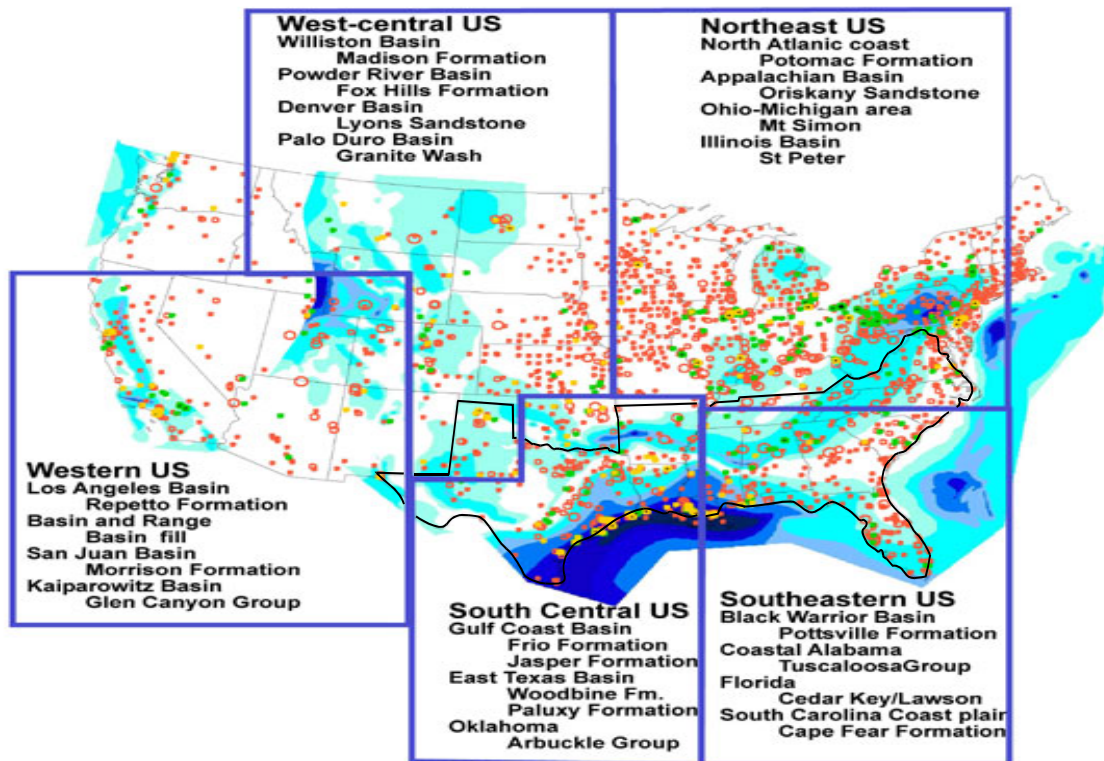 West-central US
Williston Basin
Madison Formation
Powder River Basin
Fox Hills Formation
Denver Basin
Lyons Sandstone
Palo Duro Basin
Granite Wash
Northeast US
North Atlanic coast
Potomac Formation
Appalachian Basin
Oriskany Sandstone
Ohio-Michigan area
Mt Simon
Illinois Basin
St Peter
Western US
Los Angeles Basin
Repetto Formation
Basin and Range
Basin fill
San Juan Basin
Morrison Formation
Kaiparowitz Basin
Glen Canyon Group
South Central US
Gulf Coast Basin
Frio Formation
Jasper Formation
East Texas Basin
Woodbine Fm.
Paluxy Formation
Oklahoma
Arbuckle Group
Southeastern US
Black Warrior Basin
Pottsville Formation
Coastal Alabama
TuscaloosaGroup
Florida
Cedar Key/Lawson
South Carolina Coast plair
Cape Fear Formation